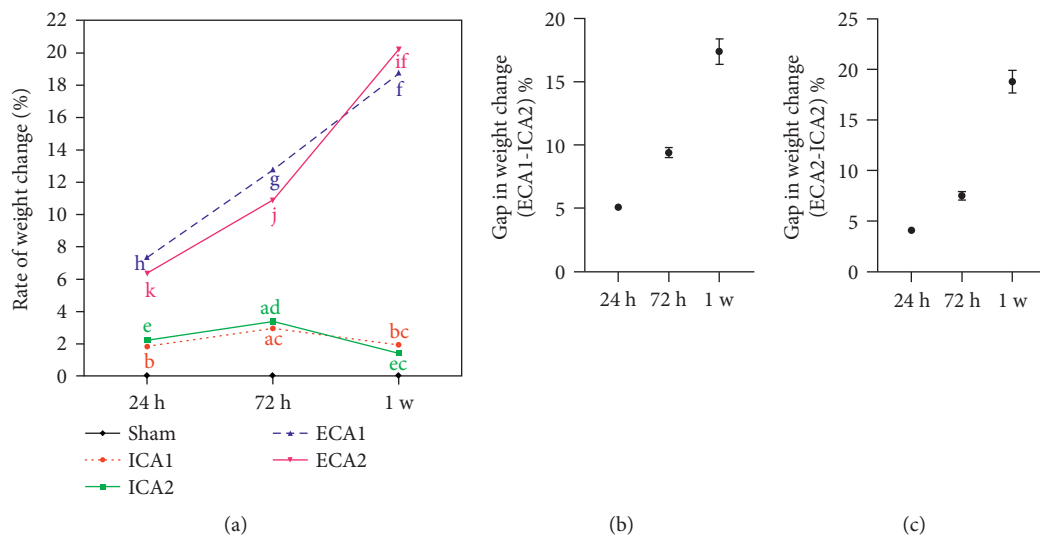 22
20
18
16
14
12
10
8
6
4
2
0
Rate of weight change (%)
h
k
g
j
if
f
e
b
ad
ac
bc
ec
24 h
72 h
1 w
Sham
ICA1
ICA2
ECA1
ECA2
(a)
20
15
10
5
0
Gap in weight change
(ECA1-ICA2) %
24 h
72 h
1 w
(b)
25
20
15
10
5
0
Gap in weight change
(ECA2-ICA2) %
24 h
72 h
1 w
(c)